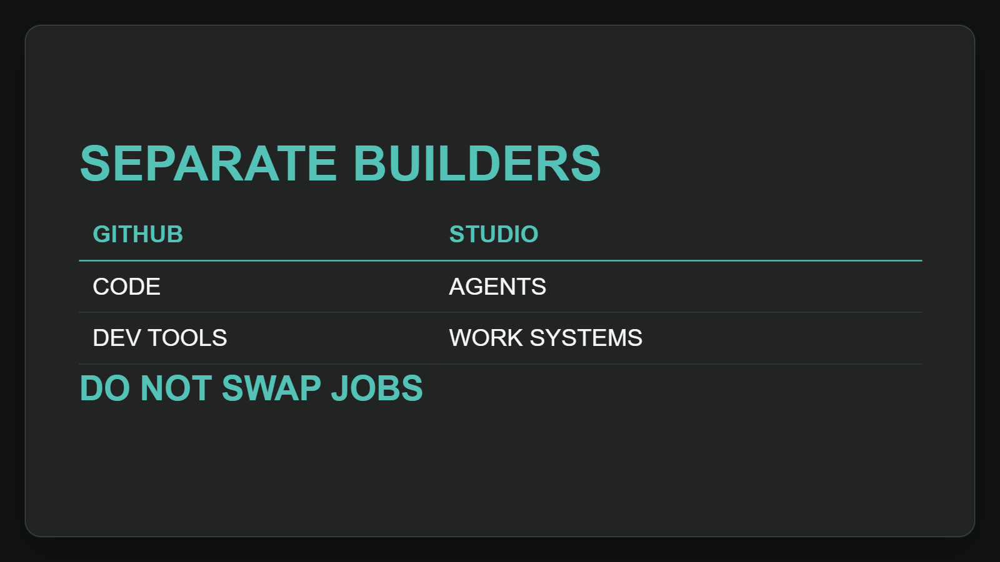 SEPARATE BUILDERS
GITHUB STUDIO
CODE AGENTS
DEV TOOLS WORK SYSTEMS
DO NOT SWAP JOBS